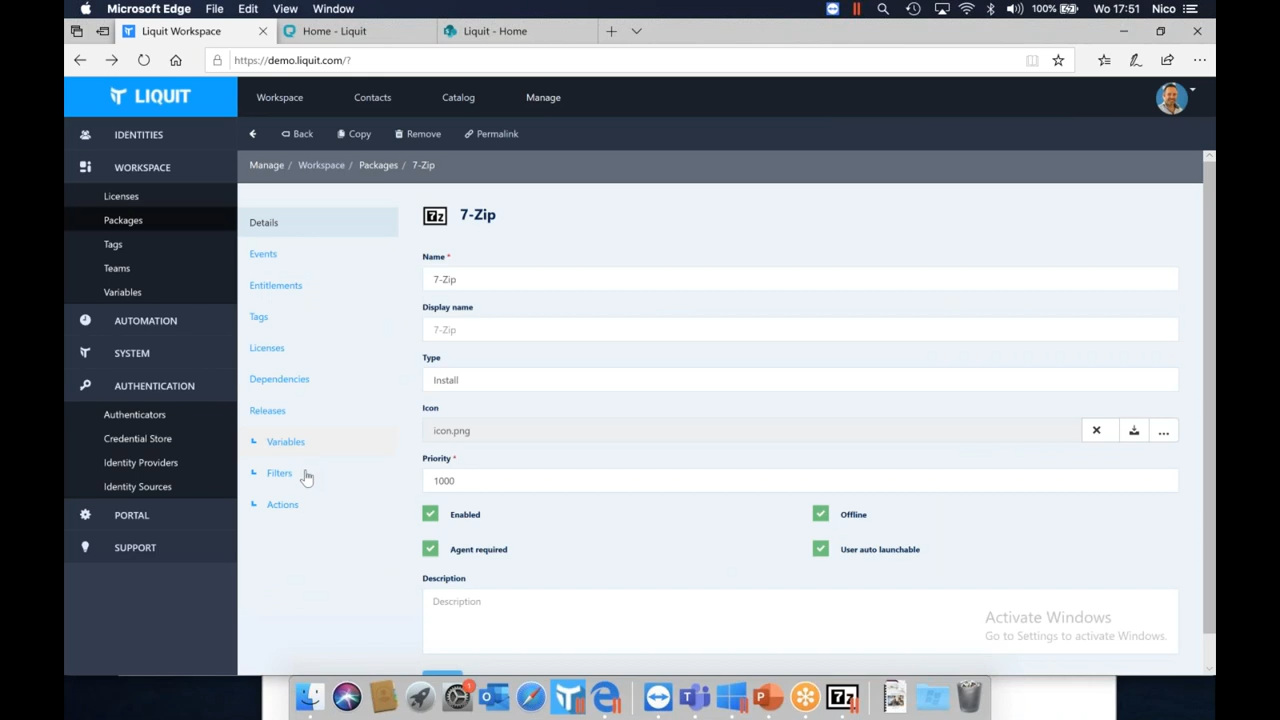 Microsoft Edge File Edit View Window 100% Wo 17:51 Nico
Liquit Workspace Home - Liquit Liquit - Home
https://demo.liquit.com/?
LIQUIT Workspace Contacts Catalog Manage
Back Copy Remove Permalink
Manage / Workspace / Packages / 7-Zip
IDENTITIES
WORKSPACE
Licenses
Packages
Tags
Teams
Variables
AUTOMATION
SYSTEM
AUTHENTICATION
Authenticators
Credential Store
Identity Providers
Identity Sources
PORTAL
SUPPORT
Details
Events
Entitlements
Tags
Licenses
Dependencies
Releases
Variables
Filters
Actions
7z 7-Zip
Name *
7-Zip
Display name
7-Zip
Type
Install
Icon
icon.png
...
Priority *
1000
Enabled Offline
Agent required User auto launchable
Description
Description
Activate Windows
Go to Settings to activate Windows.
1
7z